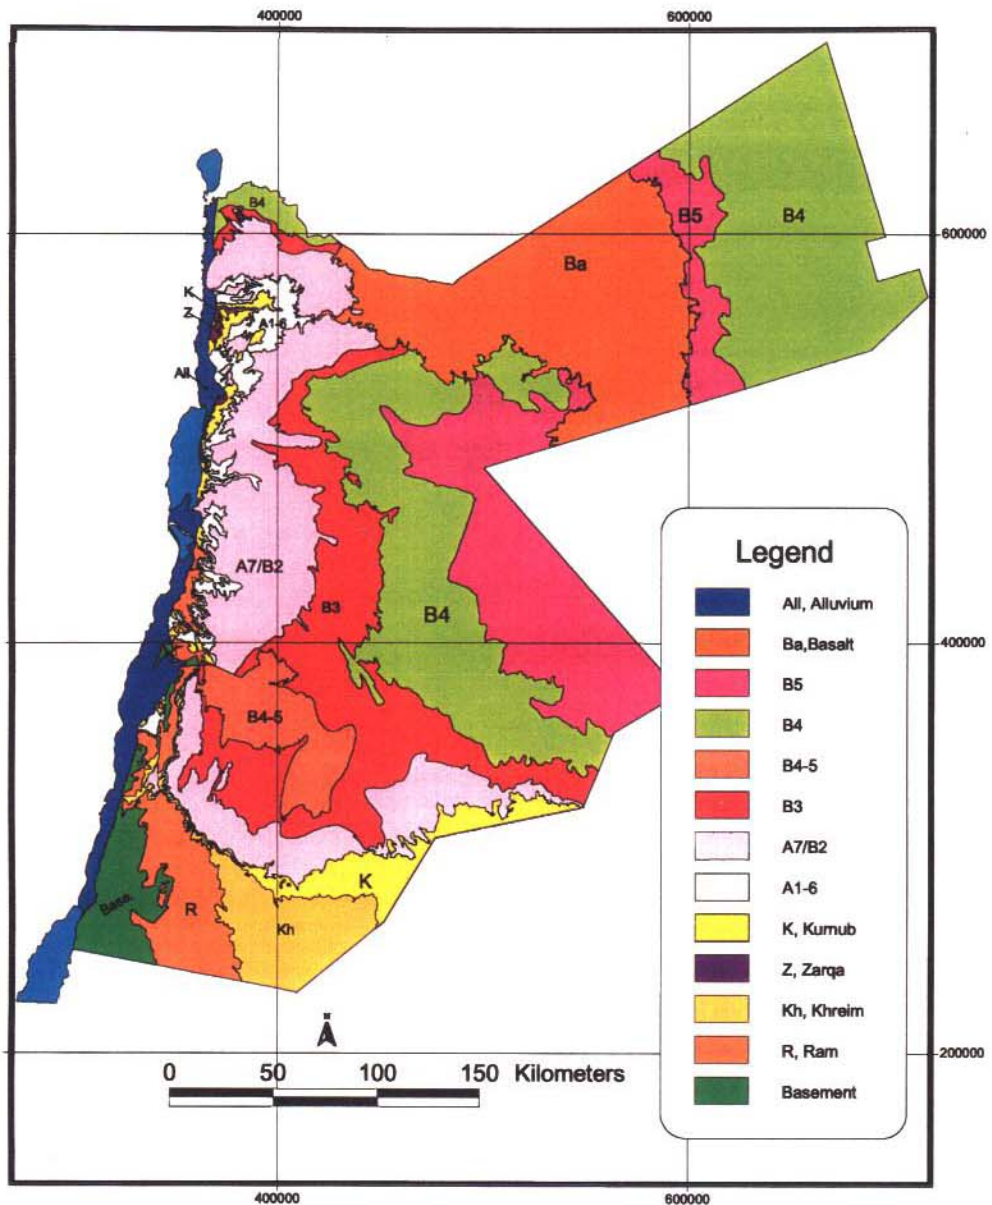 400000
600000
B4
B5
B4
600000
Ba
K
Z
A1-6
All
A7/B2
B3
B4
400000
B4-5
K
Base.
R
Kh
200000
0 50 100 150 Kilometers
400000
600000
Legend
All, Alluvium
Ba,Basalt
B5
B4
B4-5
B3
A7/B2
A1-6
K, Kurnub
Z, Zarqa
Kh, Khreim
R, Ram
Basement